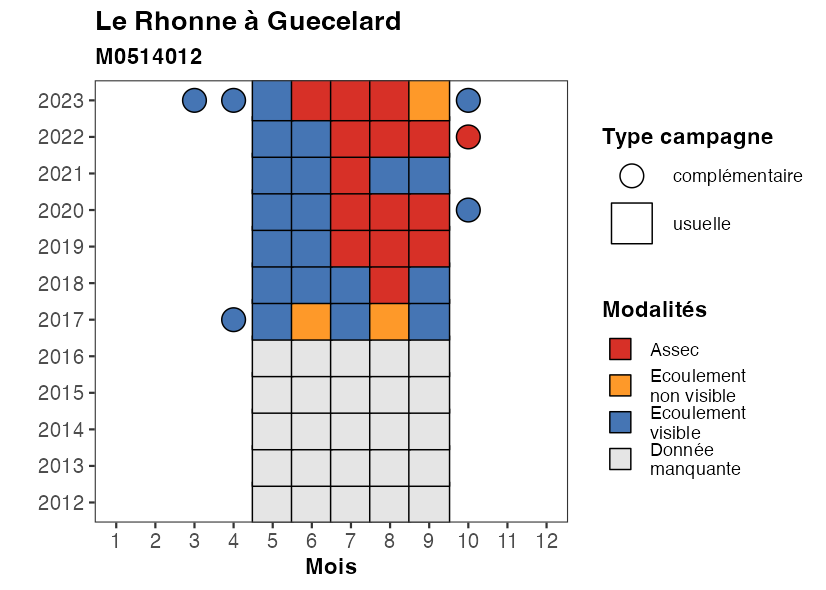 Le Rhonne à Guecelard
M0514012
2023
2022
2021
2020
2019
2018
2017
2016
2015
2014
2013
2012
1 2 3 4 5 6 7 8 9 10 11 12
Mois
Type campagne
complémentaire
usuelle
Modalités
Assec
Ecoulement
non visible
Ecoulement
visible
Donnée
manquante